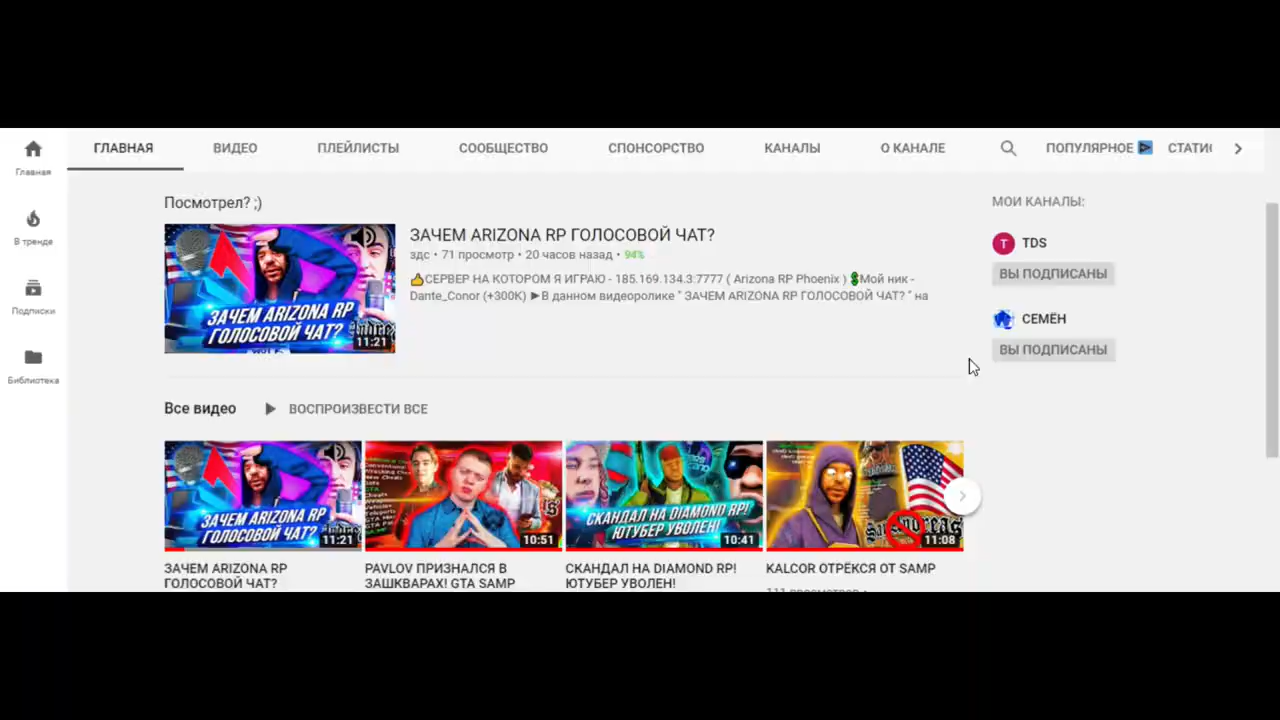 ГЛАВНАЯ ВИДЕО ПЛЕЙЛИСТЫ СООБЩЕСТВО СПОНСОРСТВО КАНАЛЫ О КАНАЛЕ ПОПУЛЯРНОЕ СТАТИ
Главная
В тренде
Подписки
Библиотека
Посмотрел? ;)
ЗАЧЕМ ARIZONA RP
ГОЛОСОВОЙ ЧАТ?
11:21
ЗАЧЕМ ARIZONA RP ГОЛОСОВОЙ ЧАТ?
здс • 71 просмотр • 20 часов назад • 94%
👍СЕРВЕР НА КОТОРОМ Я ИГРАЮ - 185.169.134.3:7777 ( Arizona RP Phoenix ) 💲Мой ник -
Dante_Conor (+300K) ►В данном видеоролике " ЗАЧЕМ ARIZONA RP ГОЛОСОВОЙ ЧАТ? " на
МОИ КАНАЛЫ:
T TDS
ВЫ ПОДПИСАНЫ
СЕМЁН
ВЫ ПОДПИСАНЫ
Все видео ВОСПРОИЗВЕСТИ ВСЕ
ЗАЧЕМ ARIZONA RP
ГОЛОСОВОЙ ЧАТ?
11:21
10:51
СКАНДАЛ НА DIAMOND RP!
ЮТУБЕР УВОЛЕН!
10:41
11:08
ЗАЧЕМ ARIZONA RP
ГОЛОСОВОЙ ЧАТ?
PAVLOV ПРИЗНАЛСЯ В
ЗАШКВАРАХ! GTA SAMP
СКАНДАЛ НА DIAMOND RP!
ЮТУБЕР УВОЛЕН!
KALCOR ОТРЁКСЯ ОТ SAMP